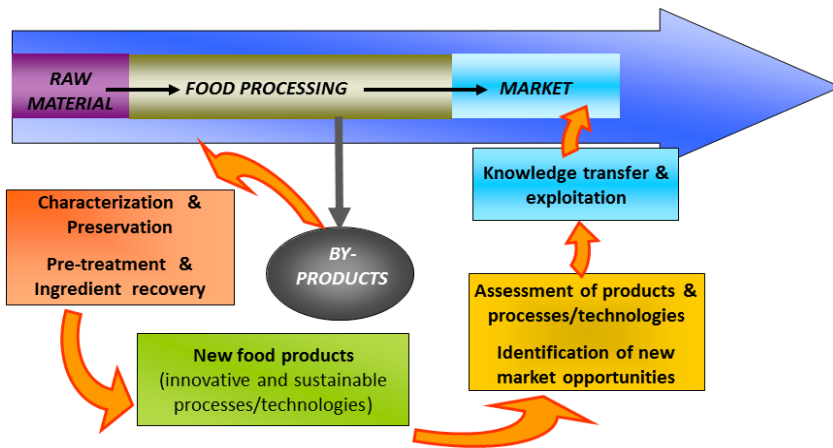 RAW
MATERIAL
FOOD PROCESSING
MARKET
Knowledge transfer &
exploitation
Characterization &
Preservation
Pre-treatment &
Ingredient recovery
BY-
PRODUCTS
Assessment of products &
processes/technologies
Identification of new
market opportunities
New food products
(innovative and sustainable
processes/technologies)